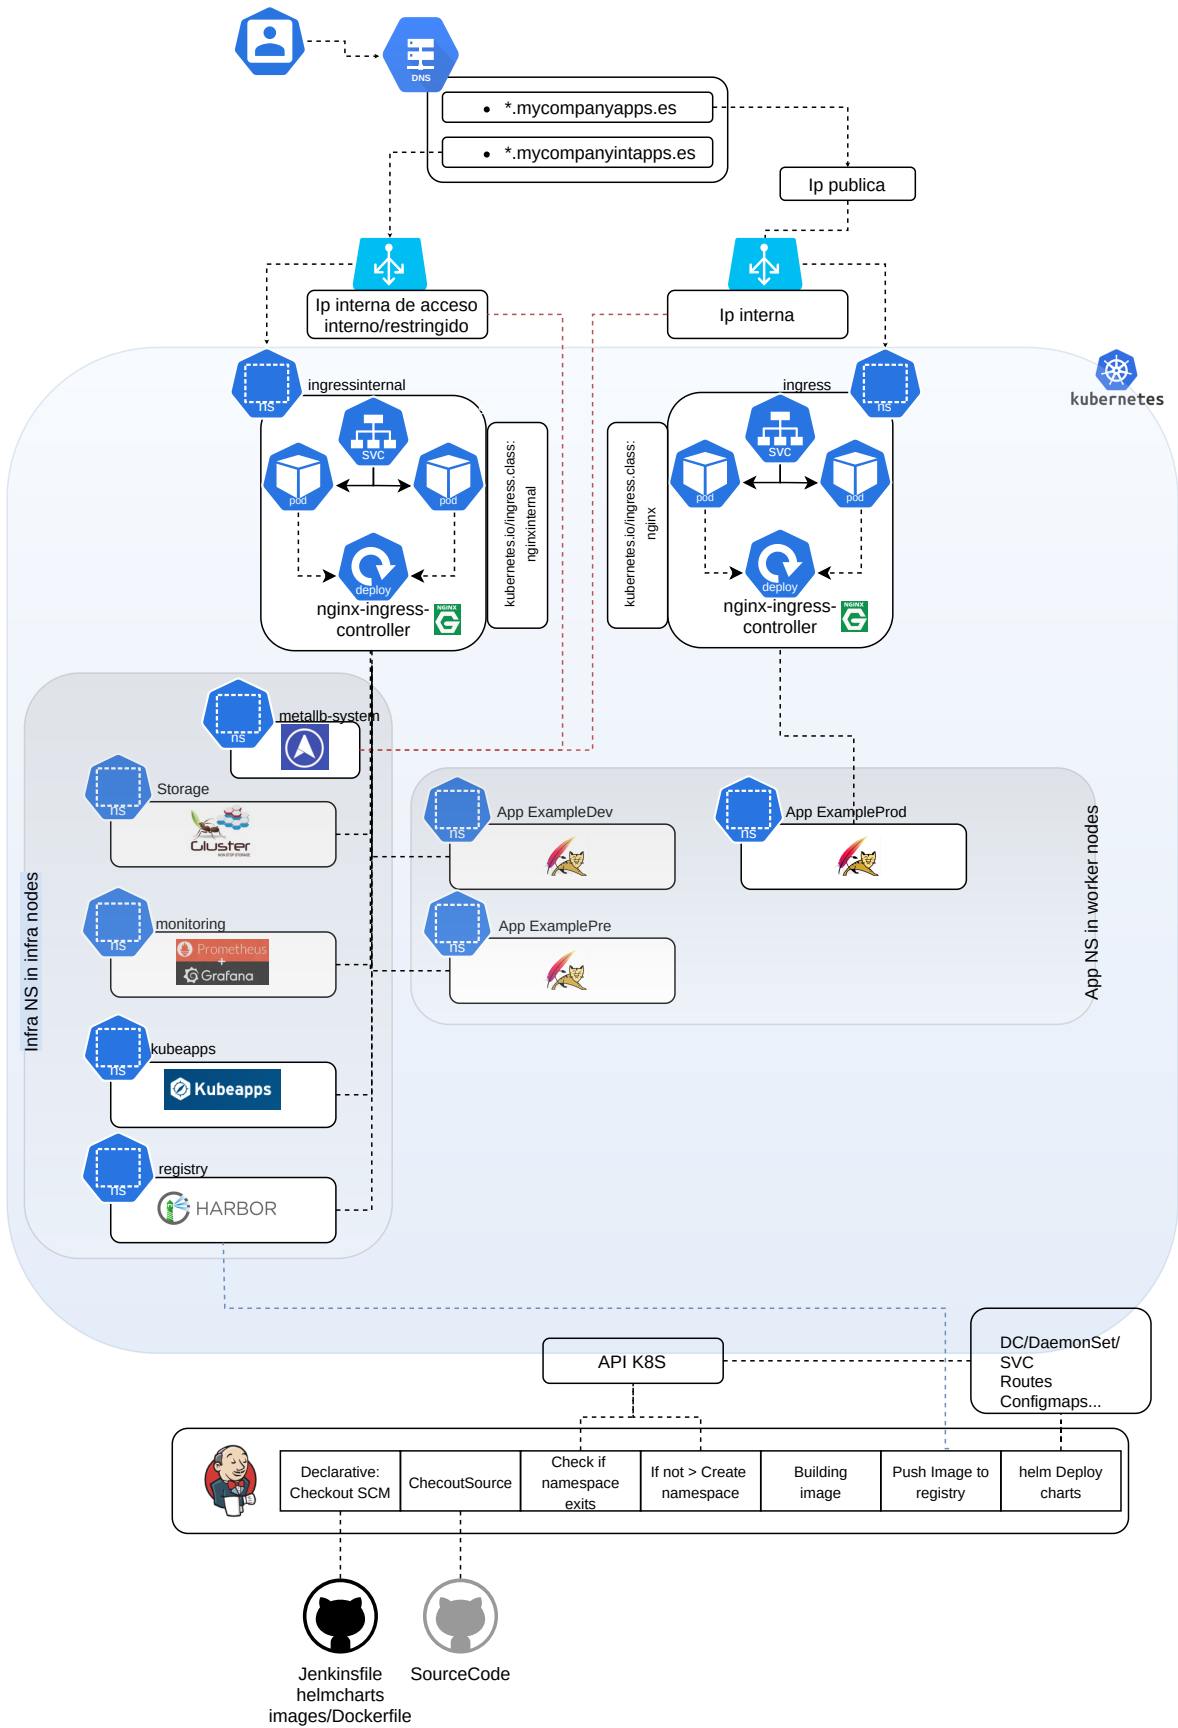 DNS
*.mycompanyapps.es
*.mycompanyintapps.es
Ip publica
Ip interna de acceso
interno/restringido
Ip interna
kubernetes
ns
ingressinternal
svc
pod
pod
deploy
nginx-ingress-
controller
NGINX
kubernetes.io/ingress.class:
nginxinternal
ingress
ns
svc
pod
pod
deploy
nginx-ingress-
controller
NGINX
kubernetes.io/ingress.class:
nginx
Infra NS in infra nodes
ns
metallb-system
ns
Storage
Gluster
NON STOP STORAGE
ns
monitoring
Prometheus
+
Grafana
ns
kubeapps
Kubeapps
ns
registry
HARBOR
App NS in worker nodes
ns
App ExampleDev
ns
App ExampleProd
ns
App ExamplePre
API K8S
DC/DaemonSet/
SVC
Routes
Configmaps...
Declarative:
Checkout SCM
ChecoutSource
Check if
namespace
exits
If not > Create
namespace
Building
image
Push Image to
registry
helm Deploy
charts
Jenkinsfile
helmcharts
images/Dockerfile
SourceCode